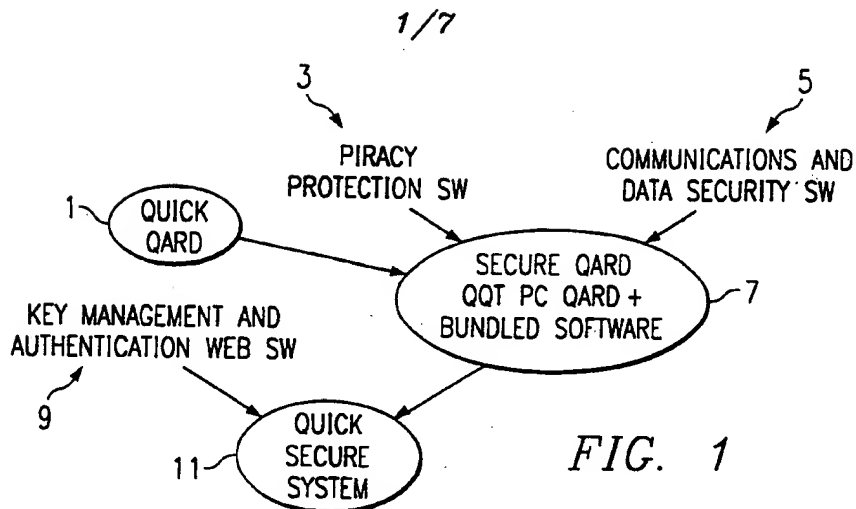 1/7
3
5
PIRACY
PROTECTION SW
COMMUNICATIONS AND
DATA SECURITY SW
1
QUICK
QARD
SECURE QARD
QQT PC QARD +
BUNDLED SOFTWARE
7
KEY MANAGEMENT AND
AUTHENTICATION WEB SW
9
QUICK
SECURE
SYSTEM
11
FIG. 1